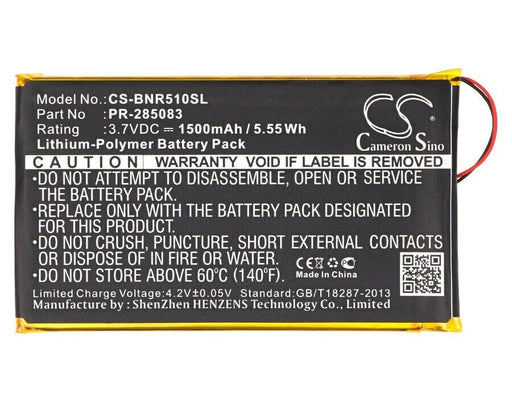 Model No.: CS-BNR510SL
Part No : PR-285083
Rating : 3.7VDC 1500mAh / 5.55Wh
Lithium-Polymer Battery Pack
CS
Cameron Sino
CAUTION WARRANTY VOID IF LABEL IS REMOVED
•DO NOT ATTEMPT TO DISASSEMBLE OR SERVICE THE
BATTERY PACK
•REPLACE ONLY WITH THE BATTERY PACK DESIGNATED
FOR THIS PRODUCT
•DO NOT CRUSH, PUNCTURE, SHORT EXTERNAL CONTACTS,
OR DISPOSE OF IN FIRE OR WATER
•DO NOT STORE ABOVE 60°C (140°F)
CE
Made In China
Limited Charge Voltage:4.2V±0.05V Standard:GB/T18287-2013
Manufacture by : ShenZhen HENZENS Technology Co.,Ltd.